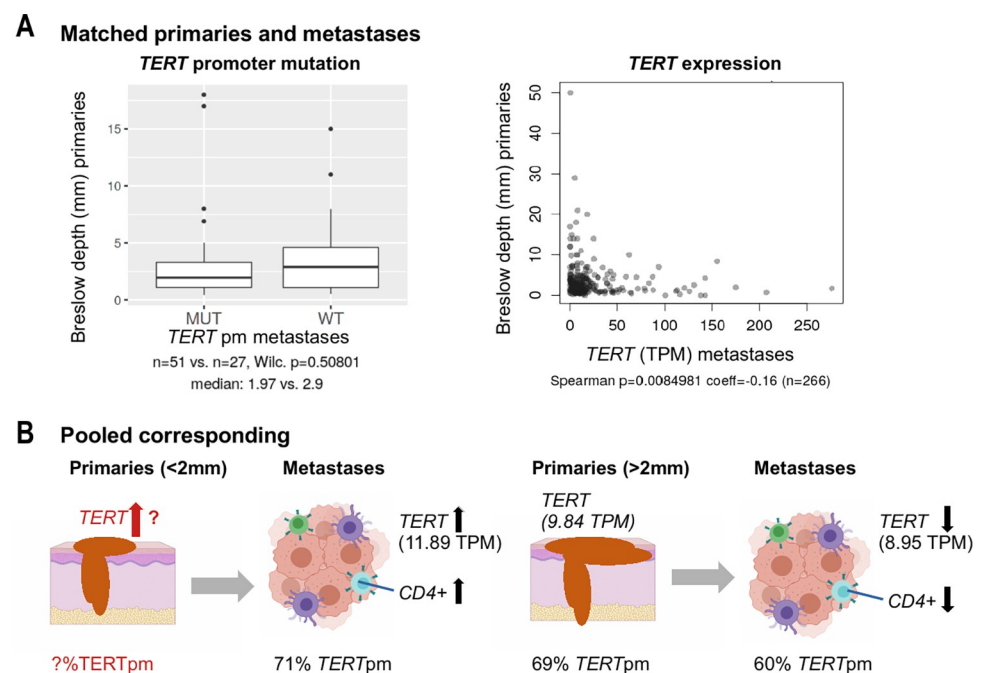 A Matched primaries and metastases
TERT promoter mutation
Breslow depth (mm) primaries
15
10
5
0
MUT WT
TERT pm metastases
n=51 vs. n=27, Wilc. p=0.50801
median: 1.97 vs. 2.9
TERT expression
Breslow depth (mm) primaries
50
40
30
20
10
0
0 50 100 150 200 250
TERT (TPM) metastases
Spearman p=0.0084981 coeff=-0.16 (n=266)
B Pooled corresponding
Primaries (<2mm)
TERT ?
?%TERTpm
Metastases
TERT
(11.89 TPM)
CD4+
71% TERTpm
Primaries (>2mm)
TERT
(9.84 TPM)
69% TERTpm
Metastases
TERT
(8.95 TPM)
CD4+
60% TERTpm